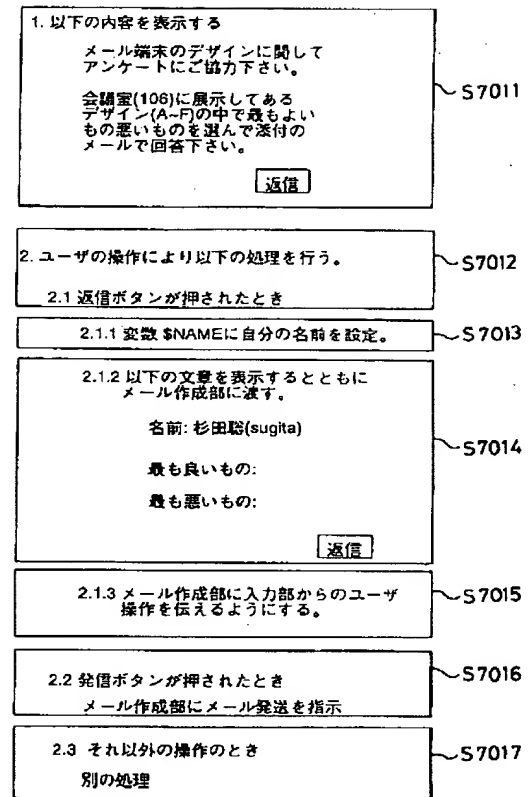 1. 以下の内容を表示する
メール端末のデザインに関して
アンケートにご協力下さい。
会議室(106)に展示してある
デザイン(A~F)の中で最もよい
もの悪いものを選んで添付の
メールで回答下さい。
返信
S7011
2. ユーザの操作により以下の処理を行う。
S7012
2.1 返信ボタンが押されたとき
2.1.1 変数 $NAMEに自分の名前を設定。
S7013
2.1.2 以下の文章を表示するとともに
メール作成部に渡す。
名前: 杉田聡(sugita)
S7014
最も良いもの:
最も悪いもの:
返信
2.1.3 メール作成部に入力部からのユーザ
操作を伝えるようにする。
S7015
2.2 発信ボタンが押されたとき
S7016
メール作成部にメール発送を指示
2.3 それ以外の操作のとき
S7017
別の処理